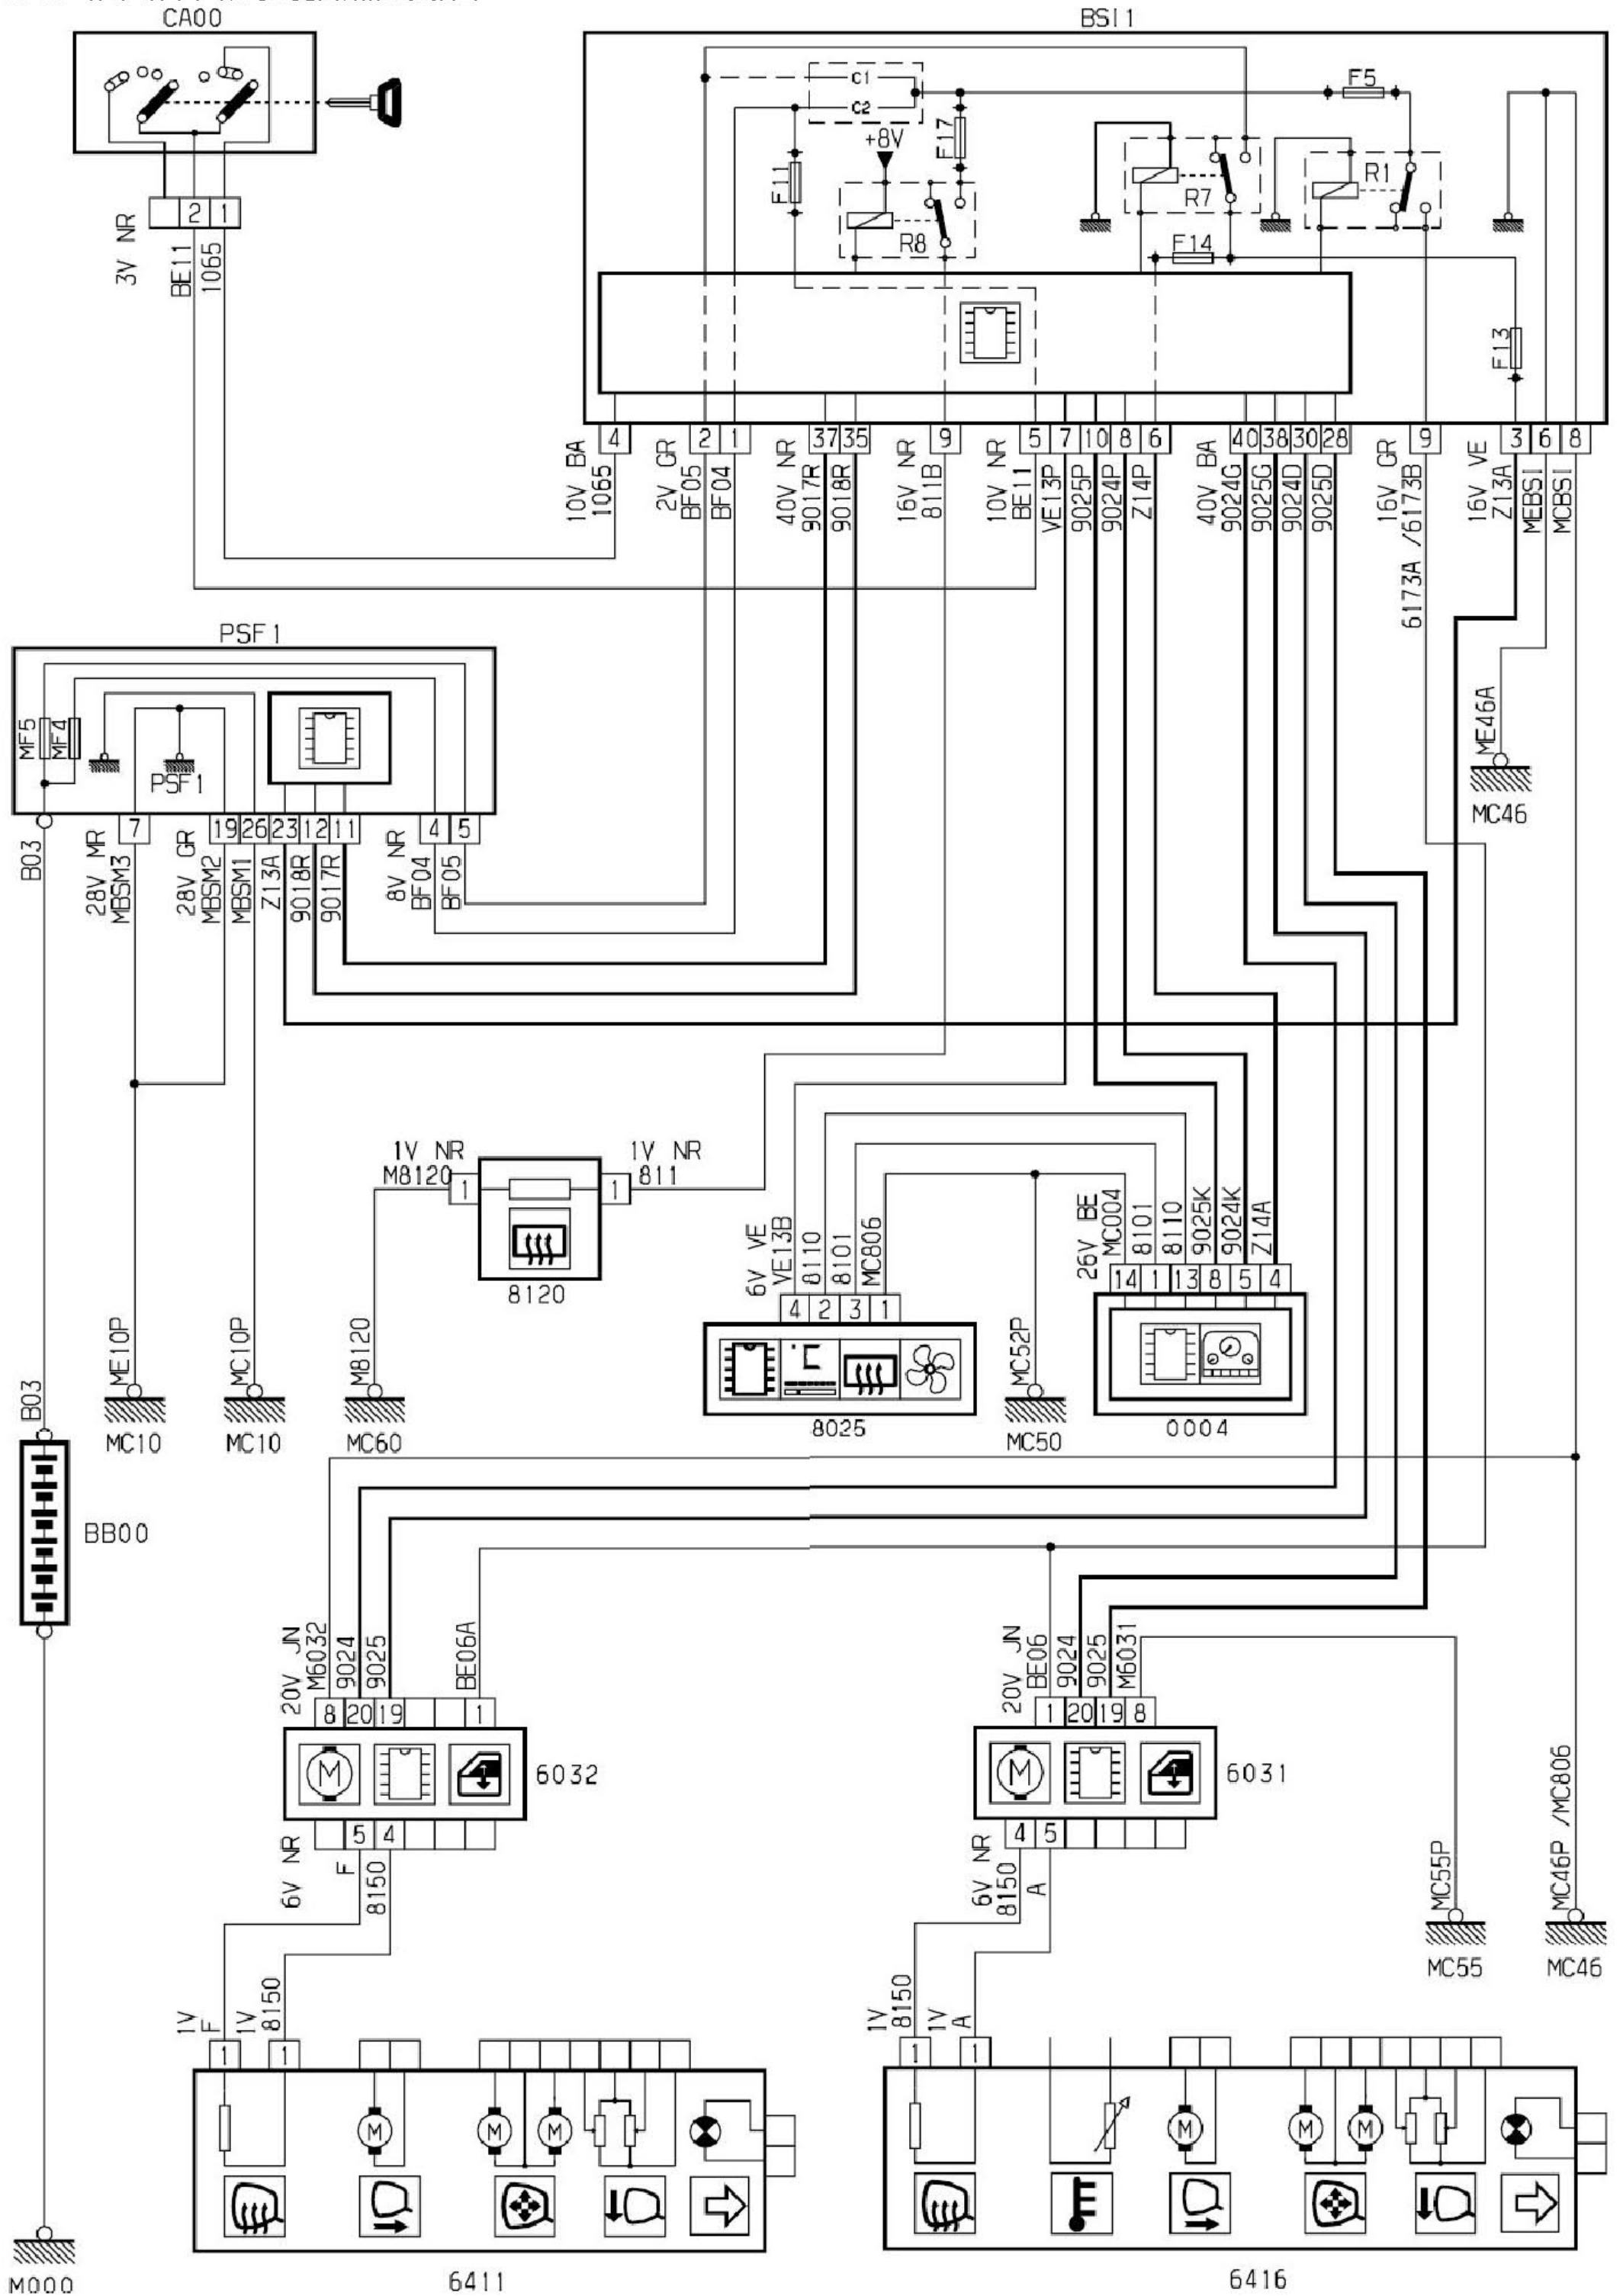 CA00
BSI1
C1
C2
F5
F17
+8V
F11
R8
R7
R1
F14
F13
2 1
3V NR
BE11
1065
4 2 1 37 35 9 5 7 10 8 6 40 38 30 28 9 3 6 8
10V BA
1065
2V GR
BF05
BF04
40V NR
9017R
9018R
16V NR
811B
10V NR
BE11
VE13P
9025P
9024P
Z14P
40V BA
9024G
9025G
9024D
9025D
16V GR
6173A /6173B
16V VE
Z13A
MEBSI
MCBSI
PSF1
MF5
MF4
PSF1
7 19 26 23 12 11 4 5
B03
28V MR
MBSM3
28V GR
MBSM2
MBSM1
Z13A
9018R
9017R
8V NR
BF04
BF05
ME46A
MC46
1V NR
M8120
1
1V NR
811
1
8120
6V VE
VE13B
8110
8101
MC806
4 2 3 1
°C
8025
26V BE
MC004
8101
8110
9025K
9024K
Z14A
14 1 13 8 5 4
0004
B03
ME10P
MC10
MC10P
MC10
M8120
MC60
MC52P
MC50
BB00
20V JN
M6032
9024
9025
BE06A
8 20 19 1
M
6032
5 4
6V NR
F
8150
20V JN
BE06
9024
9025
M6031
1 20 19 8
M
6031
4 5
6V NR
8150
A
MC55P
MC55
MC46P /MC806
MC46
1V
F
1V
8150
1 1
M
M M
6411
1V
8150
1V
A
1 1
M
M M
6416
M000